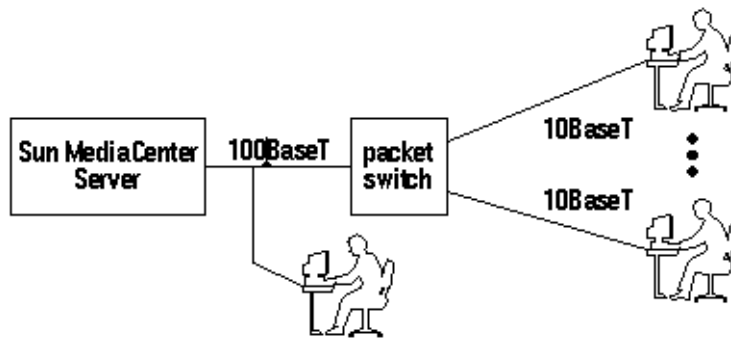 Sun MediaCenter
Server
100BaseT
packet
switch
10BaseT
10BaseT